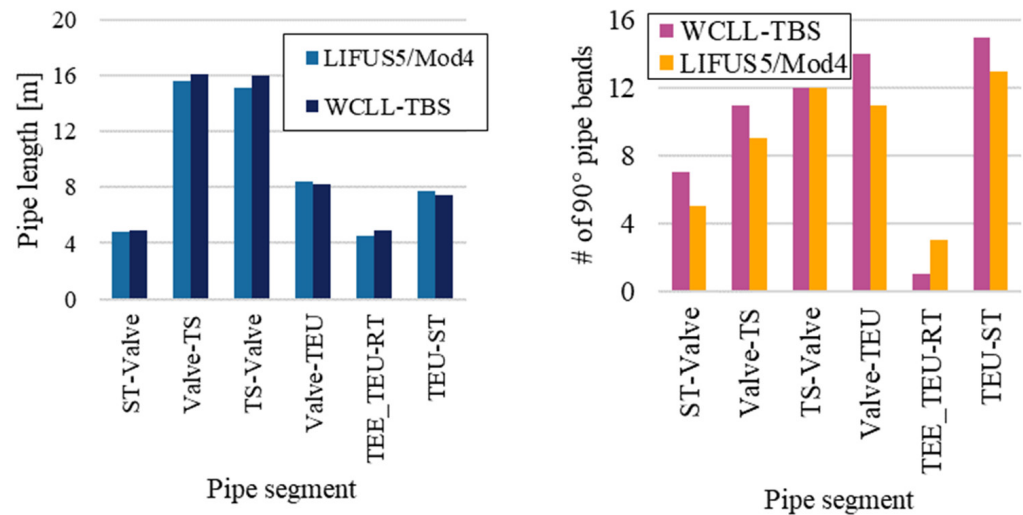 Pipe length [m]
20
16
12
8
4
0
LIFUS5/Mod4
WCLL-TBS
ST-Valve
Valve-TS
TS-Valve
Valve-TEU
TEE_TEU-RT
TEU-ST
Pipe segment
# of 90° pipe bends
16
12
8
4
0
WCLL-TBS
LIFUS5/Mod4
ST-Valve
Valve-TS
TS-Valve
Valve-TEU
TEE_TEU-RT
TEU-ST
Pipe segment